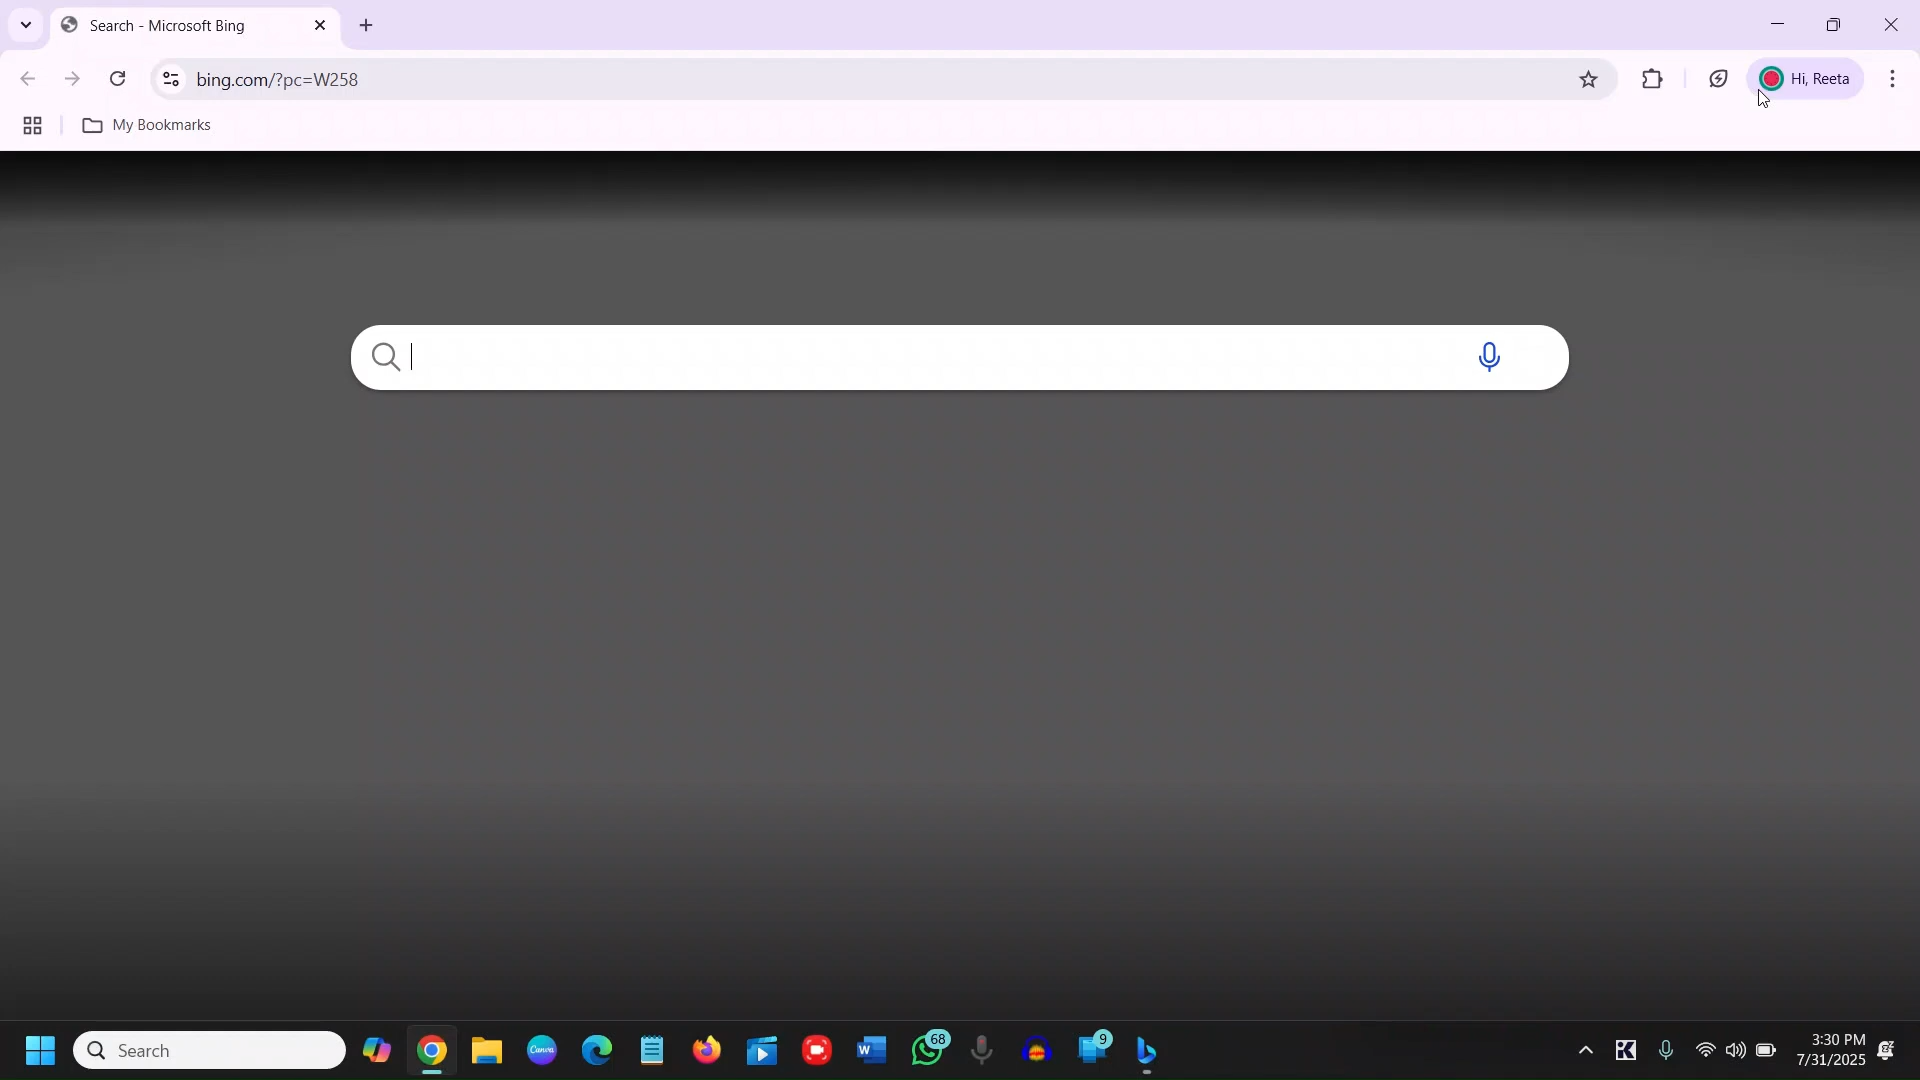 Search - Microsoft Bing
bing.com/?pc=W258
Hi, Reeta
My Bookmarks
Search
Canva
W
68
9
3:30 PM
7/31/2025